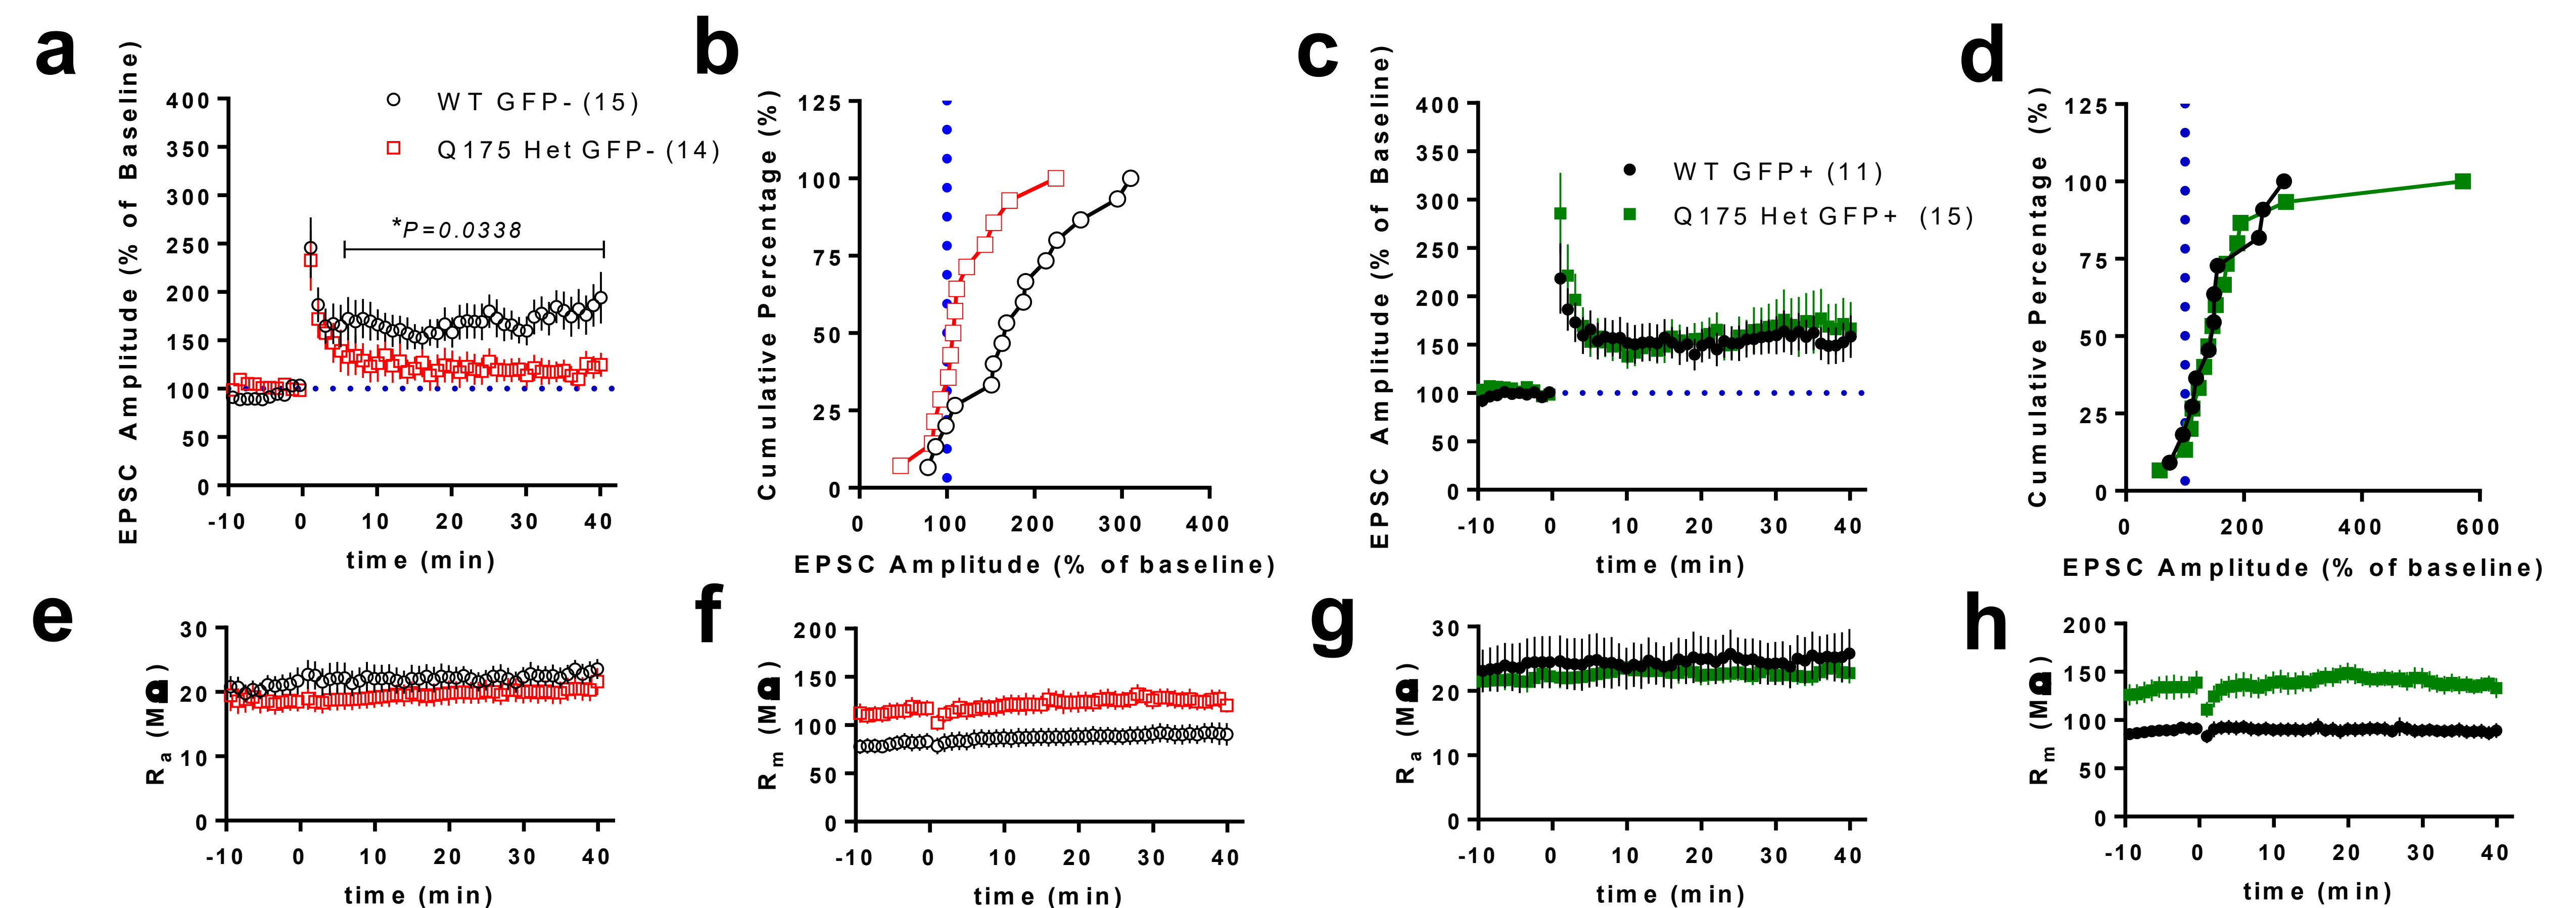 a
EPSC Amplitude (% of Baseline)
400
350
300
250
200
150
100
50
0
-10 0 10 20 30 40
time (min)
WT GFP- (15)
Q175 Het GFP- (14)
*P=0.0338
b
Cumulative Percentage (%)
125
100
75
50
25
0
0 100 200 300 400
EPSC Amplitude (% of baseline)
c
EPSC Amplitude (% of Baseline)
400
350
300
250
200
150
100
50
0
-10 0 10 20 30 40
time (min)
WT GFP+ (11)
Q175 Het GFP+ (15)
d
Cumulative Percentage (%)
125
100
75
50
25
0
0 200 400 600
EPSC Amplitude (% of baseline)
e
Ra (MΩ)
30
20
10
0
-10 0 10 20 30 40
time (min)
f
Rm (MΩ)
200
150
100
50
0
-10 0 10 20 30 40
time (min)
g
Ra (MΩ)
30
20
10
0
-10 0 10 20 30 40
time (min)
h
Rm (MΩ)
200
150
100
50
0
-10 0 10 20 30 40
time (min)